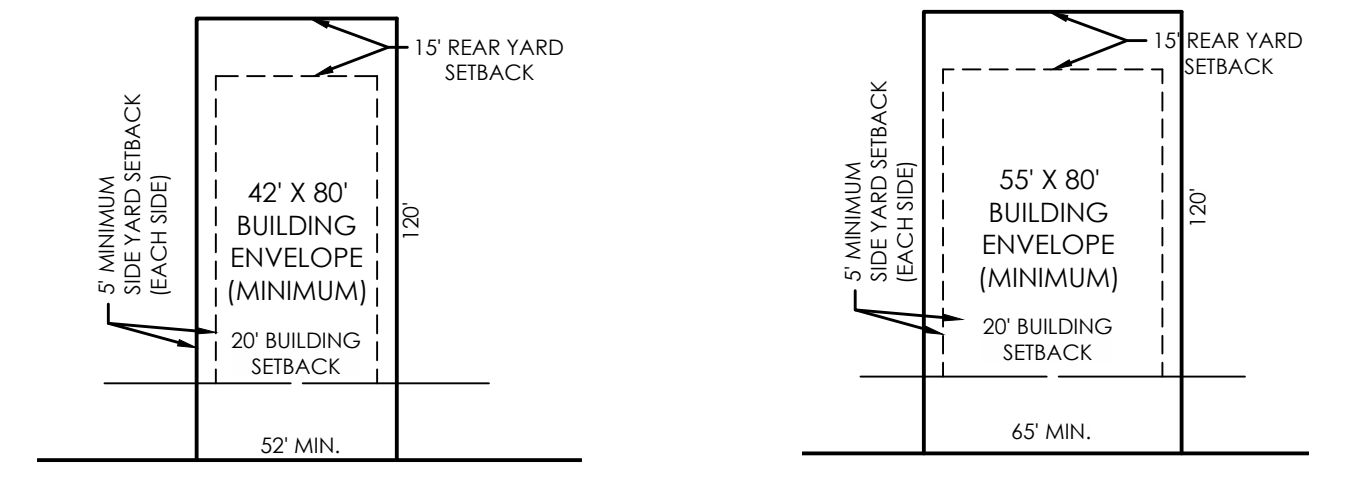 15' REAR YARD
SETBACK
5' MINIMUM
SIDE YARD SETBACK
(EACH SIDE)
42' X 80'
BUILDING
ENVELOPE
(MINIMUM)
120'
20' BUILDING
SETBACK
52' MIN.
15' REAR YARD
SETBACK
5' MINIMUM
SIDE YARD SETBACK
(EACH SIDE)
55' X 80'
BUILDING
ENVELOPE
(MINIMUM)
120'
20' BUILDING
SETBACK
65' MIN.